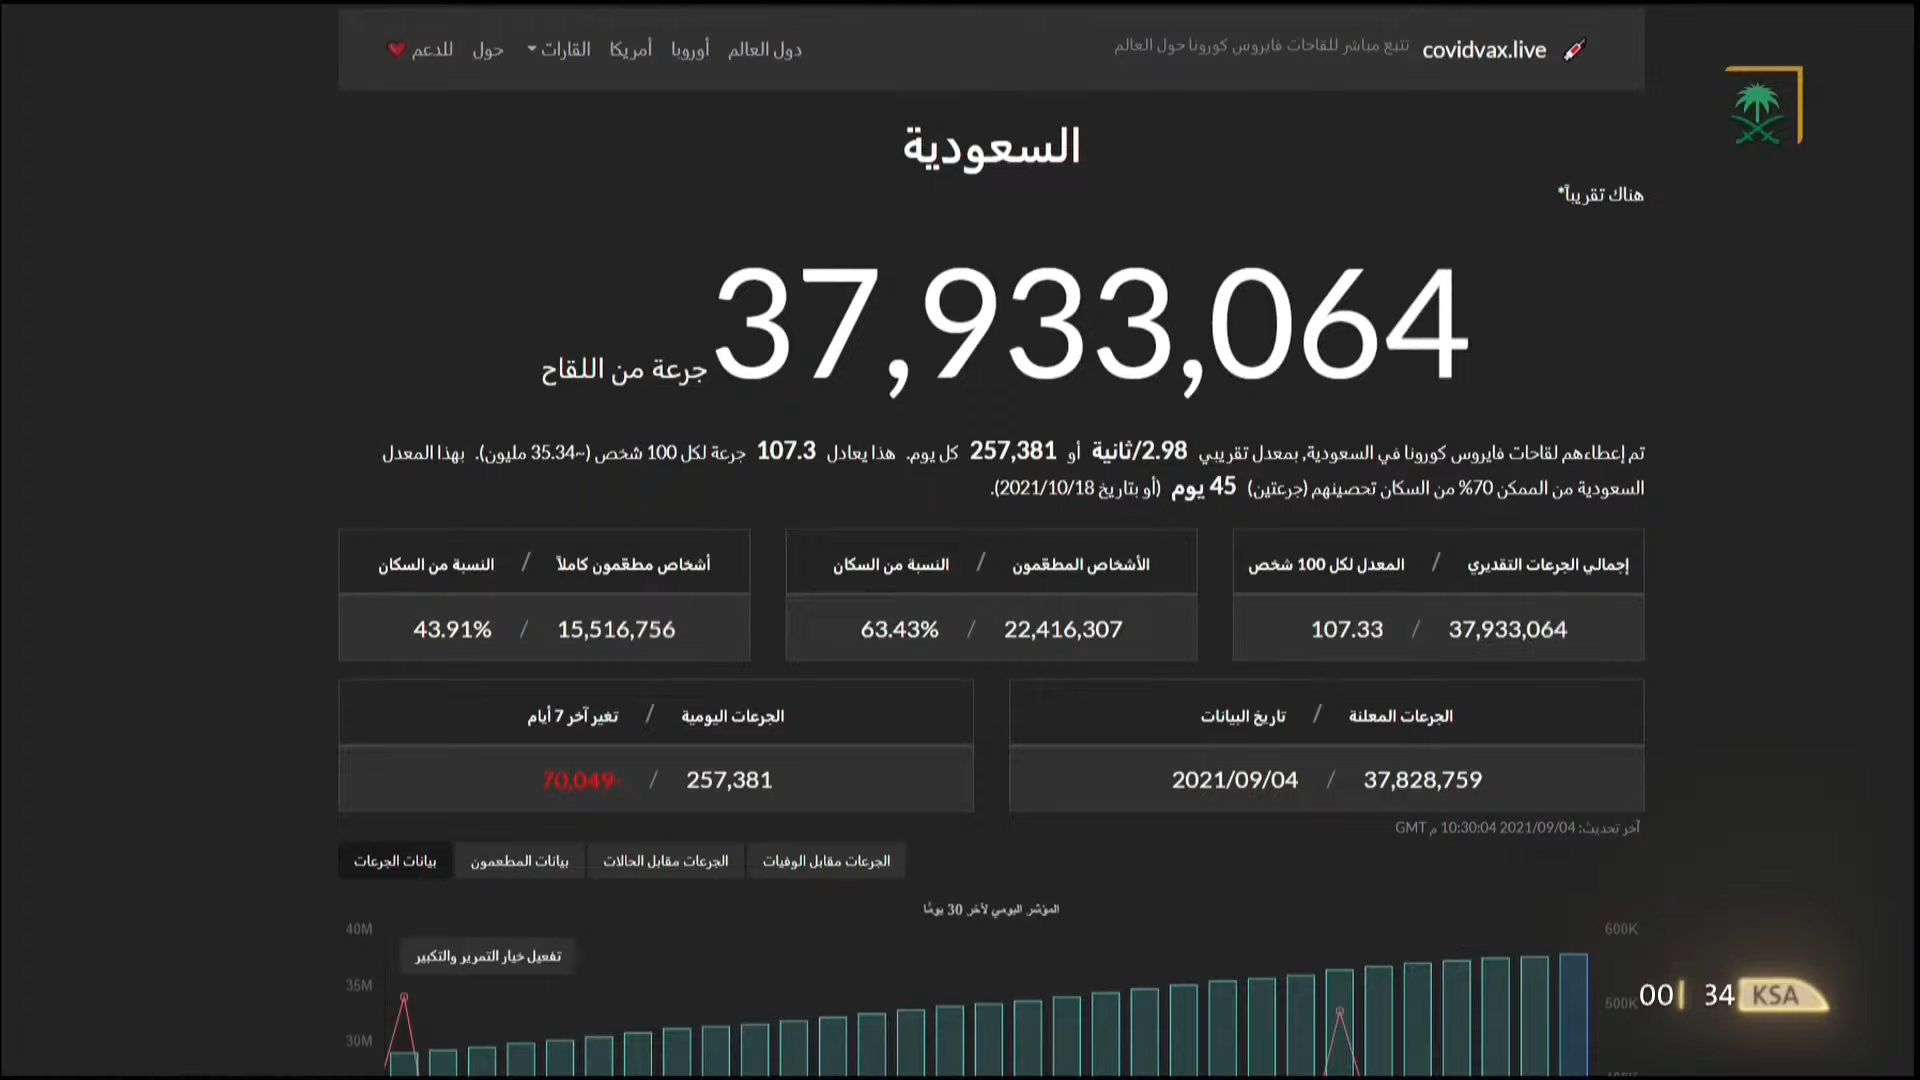 covidvax.live تتبع مباشر للقاحات فايروس كورونا حول العالم
دول العالم أوروبا أمريكا القارات حول للدعم
السعودية
هناك تقريباً*
37,933,064 جرعة من اللقاح
تم إعطاءهم لقاحات فايروس كورونا في السعودية, بمعدل تقريبي 2.98/ثانية أو 257,381 كل يوم. هذا يعادل 107.3 جرعة لكل 100 شخص (~35.34 مليون). بهذا المعدل
السعودية من الممكن 70% من السكان تحصينهم (جرعتين) 45 يوم (أو بتاريخ 2021/10/18).
إجمالي الجرعات التقديري / المعدل لكل 100 شخص
37,933,064 / 107.33
الأشخاص المطعّمون / النسبة من السكان
22,416,307 / 63.43%
أشخاص مطعّمون كاملاً / النسبة من السكان
15,516,756 / 43.91%
الجرعات المعلنة / تاريخ البيانات
37,828,759 / 2021/09/04
الجرعات اليومية / تغير آخر 7 أيام
257,381 / -70,049
آخر تحديث: 2021/09/04 10:30:04 م GMT
الجرعات مقابل الوفيات
الجرعات مقابل الحالات
بيانات المطعمون
بيانات الجرعات
المؤشر اليومي لآخر 30 يومًا
تفعيل خيار التمرير والتكبير
40M
35M
30M
600K
500K
00 34 KSA